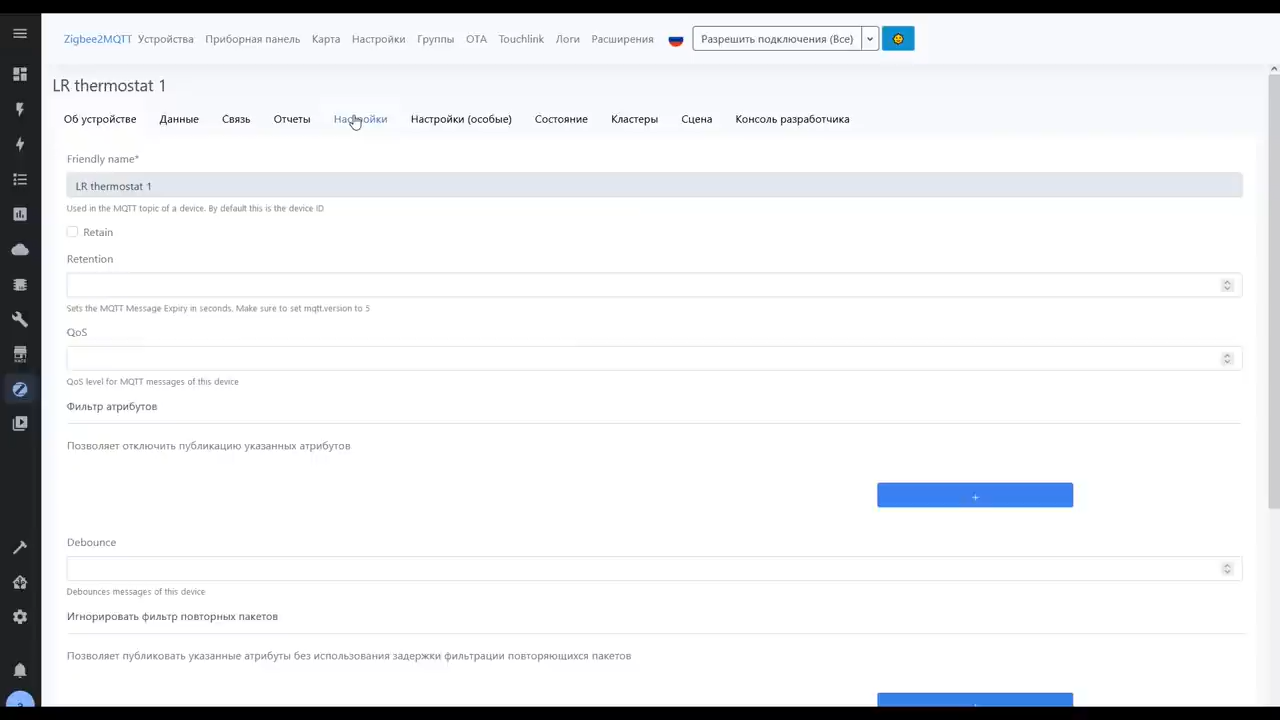 Zigbee2MQTT Устройства Приборная панель Карта Настройки Группы OTA Touchlink Логи Расширения Разрешить подключения (Все)
LR thermostat 1
Об устройстве Данные Связь Отчеты Настройки Настройки (особые) Состояние Кластеры Сцена Консоль разработчика
Friendly name*
LR thermostat 1
Used in the MQTT topic of a device. By default this is the device ID
Retain
Retention
Sets the MQTT Message Expiry in seconds. Make sure to set mqtt.version to 5
QoS
QoS level for MQTT messages of this device
Фильтр атрибутов
Позволяет отключить публикацию указанных атрибутов
+
Debounce
Debounces messages of this device
Игнорировать фильтр повторных пакетов
Позволяет публиковать указанные атрибуты без использования задержки фильтрации повторяющихся пакетов